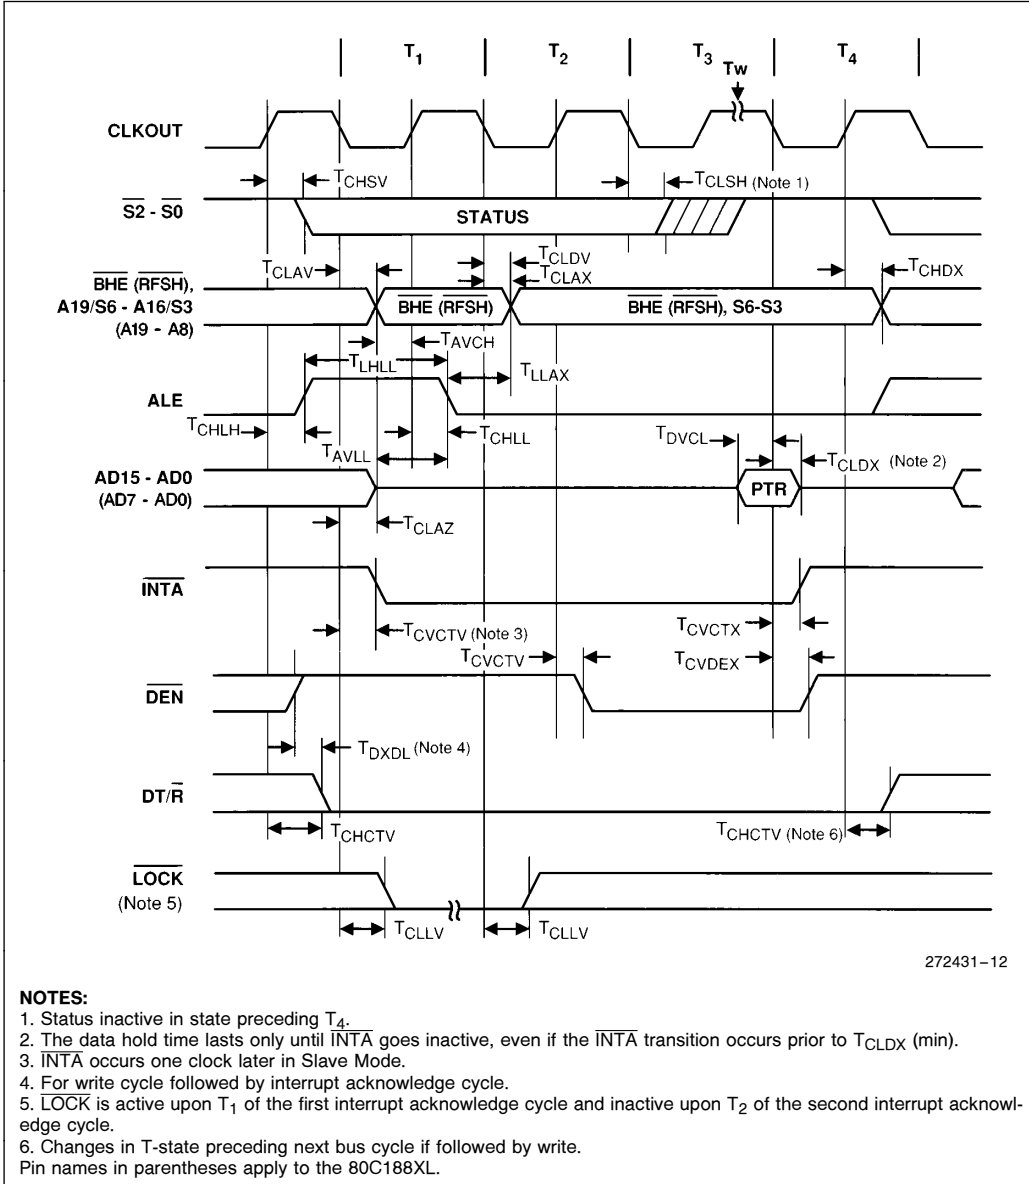 T1 T2 T3 T4
TW
CLKOUT
TCHSV TCLSH (Note 1)
S2 - S0 STATUS
TCLDV
TCLAV TCLAX TCHDX
BHE (RFSH),
A19/S6 - A16/S3 BHE (RFSH) BHE (RFSH), S6-S3
(A19 - A8)
TAVCH
TLHLL TLLAX
ALE
TCHLH TCHLL TDVCL
TAVLL TCLDX (Note 2)
AD15 - AD0 PTR
(AD7 - AD0)
TCLAZ
INTA
TCVCTV (Note 3) TCVCTX
TCVCTV TCVDEX
DEN
TDXDL (Note 4)
DT/R
TCHCTV TCHCTV (Note 6)
LOCK
(Note 5)
TCLLV TCLLV
272431–12
NOTES:
1. Status inactive in state preceding T4.
2. The data hold time lasts only until INTA goes inactive, even if the INTA transition occurs prior to TCLDX (min).
3. INTA occurs one clock later in Slave Mode.
4. For write cycle followed by interrupt acknowledge cycle.
5. LOCK is active upon T1 of the first interrupt acknowledge cycle and inactive upon T2 of the second interrupt acknowl-
edge cycle.
6. Changes in T-state preceding next bus cycle if followed by write.
Pin names in parentheses apply to the 80C188XL.